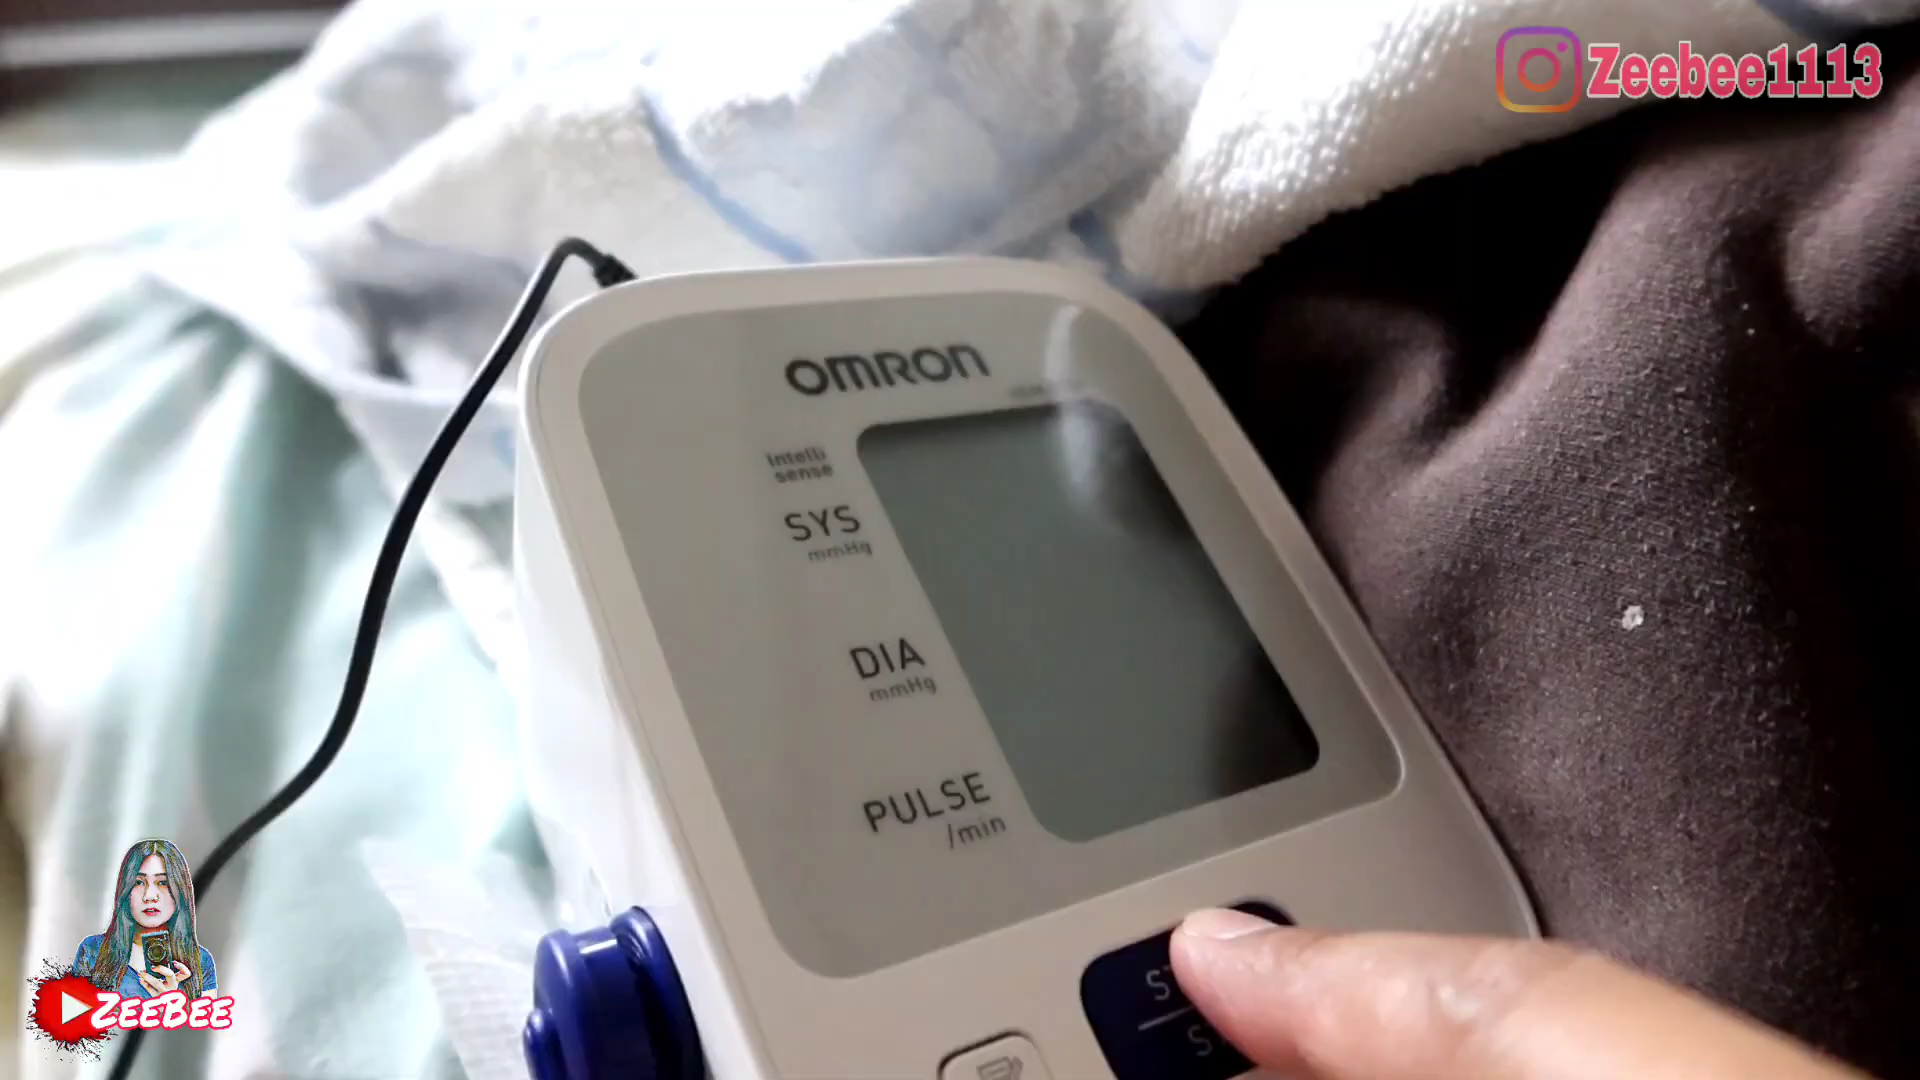 Zeebee1113
OMRON
Intelli
sense
SYS
mmHg
DIA
mmHg
PULSE
/min
ZEEBEE